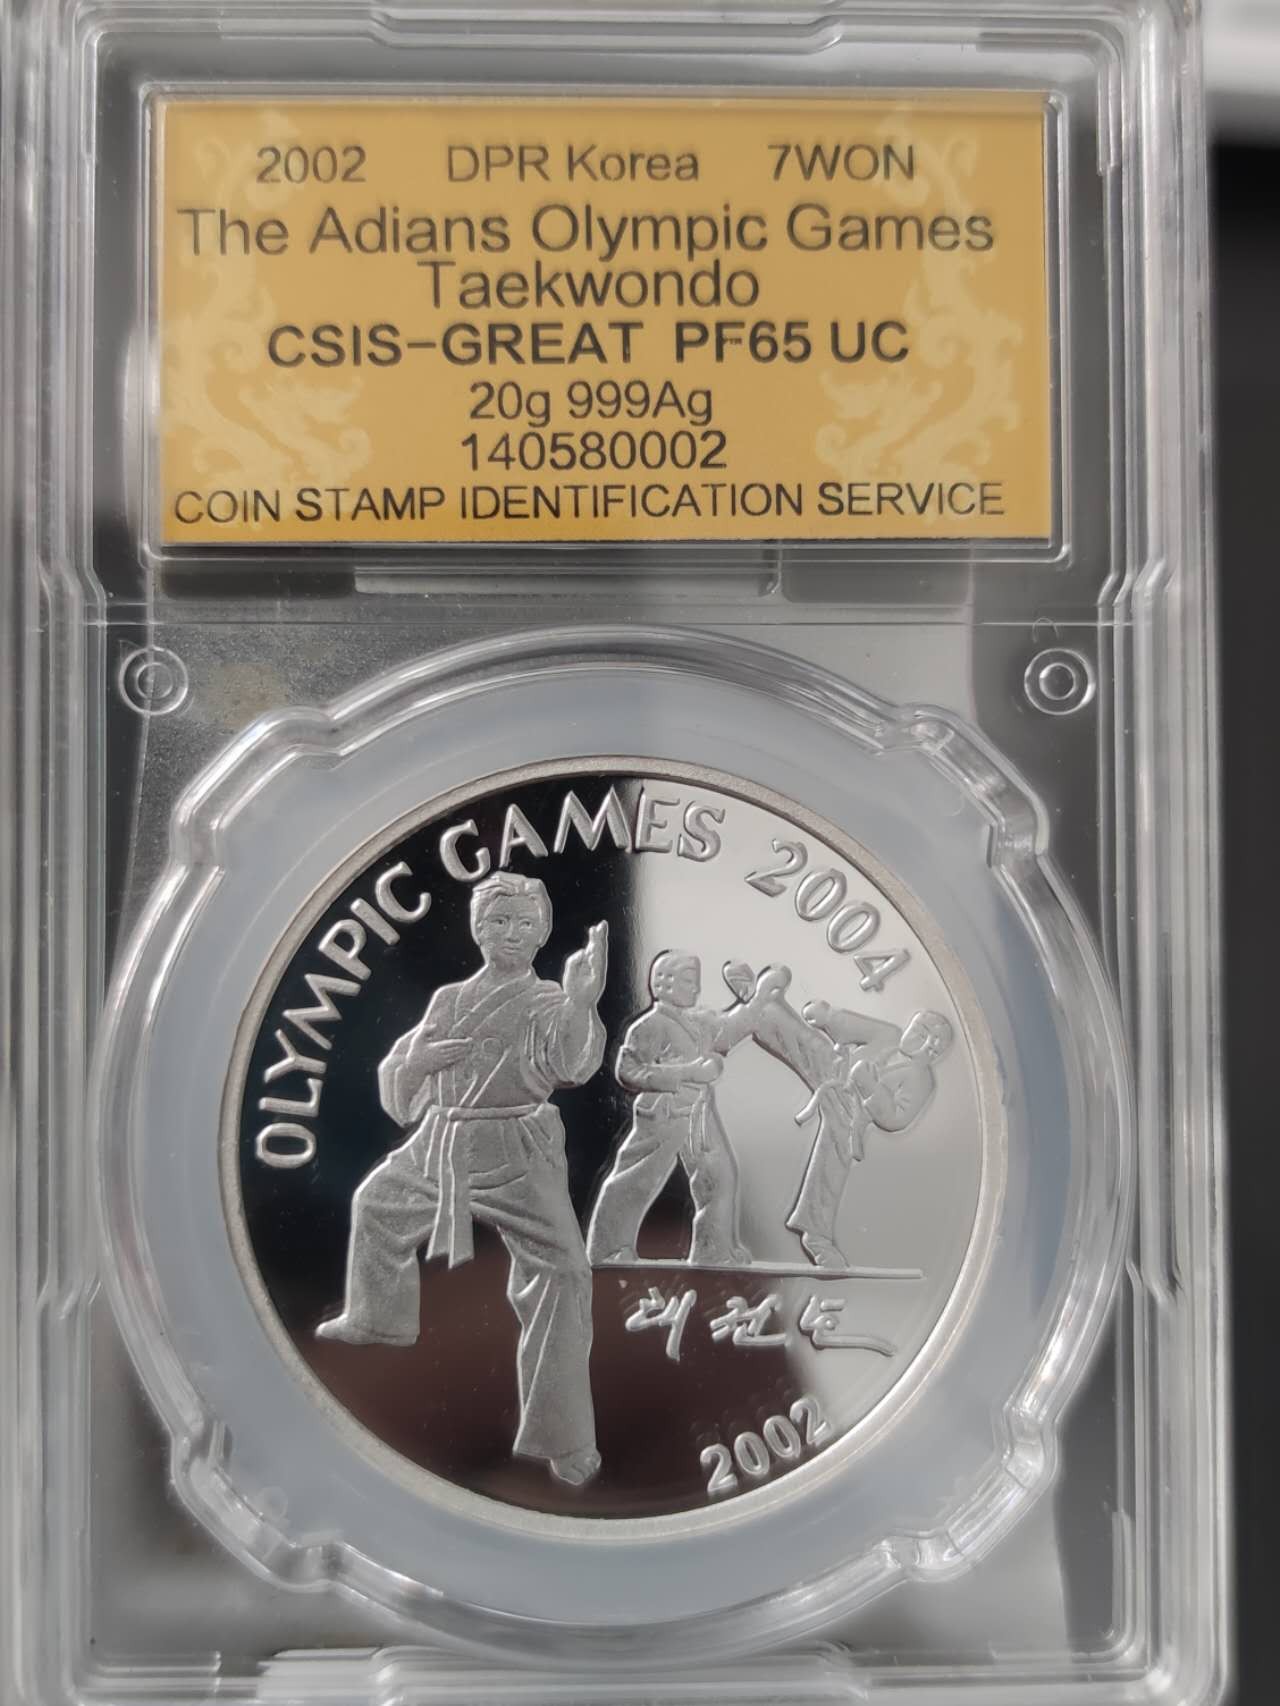 2002 DPR Korea 7WON
The Adians Olympic Games
Taekwondo
CSIS-GREAT PF65 UC
20g 999Ag
140580002
COIN STAMP IDENTIFICATION SERVICE
OLYMPIC GAMES 2004
태권도
2002